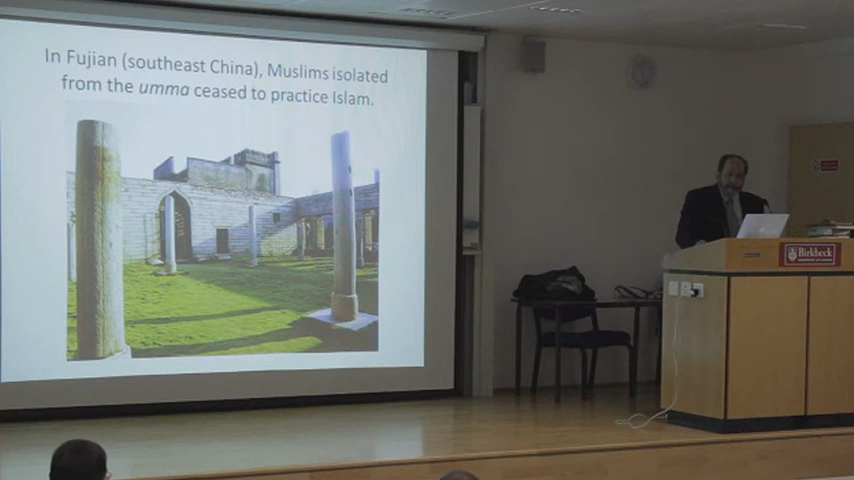 In Fujian (southeast China), Muslims isolated
from the umma ceased to practice Islam.
Birkbeck